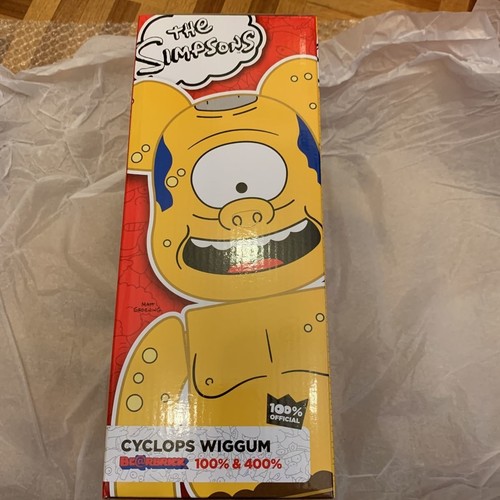 THE
SIMPSONS
MATT
GROENING
100%
OFFICIAL
CYCLOPS WIGGUM
BE@RBRICK 100% & 400%